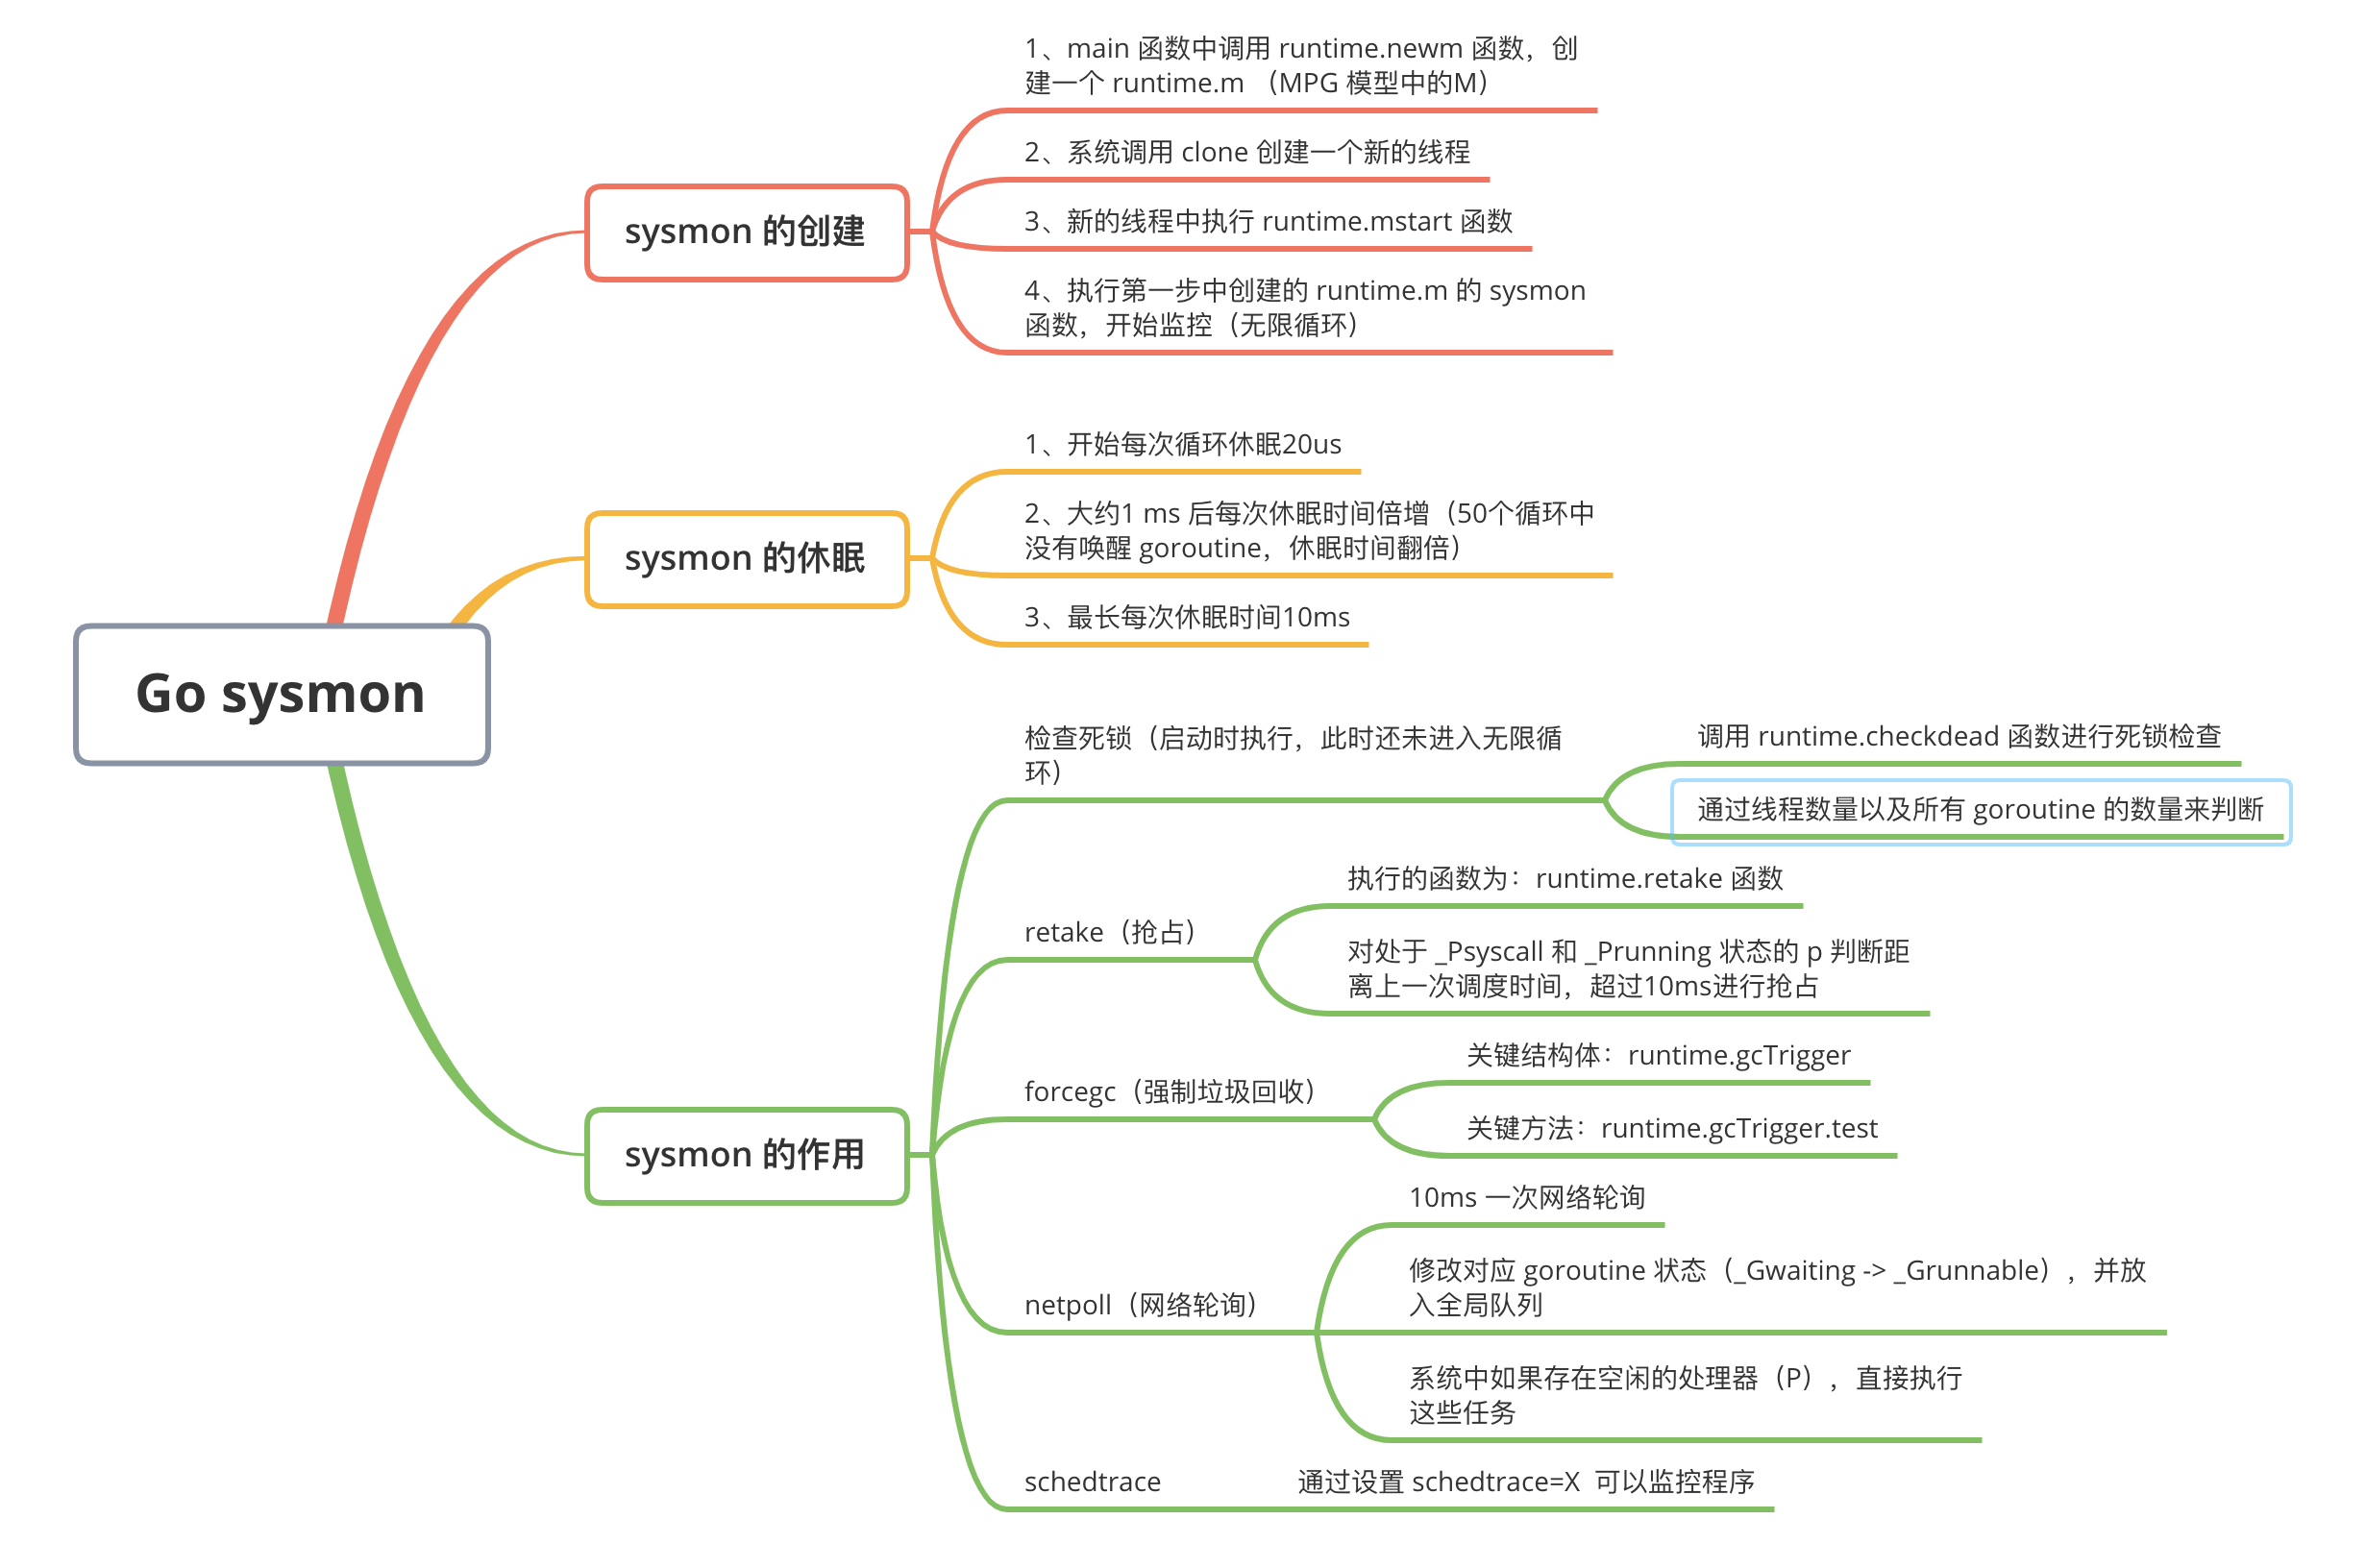 1、main 函数中调用 runtime.newm 函数，创
建一个 runtime.m （MPG 模型中的M）
2、系统调用 clone 创建一个新的线程
3、新的线程中执行 runtime.mstart 函数
4、执行第一步中创建的 runtime.m 的 sysmon
函数，开始监控（无限循环）
sysmon 的创建
1、开始每次循环休眠20us
2、大约1 ms 后每次休眠时间倍增（50个循环中
没有唤醒 goroutine，休眠时间翻倍）
3、最长每次休眠时间10ms
sysmon 的休眠
Go sysmon
检查死锁（启动时执行，此时还未进入无限循
环）
调用 runtime.checkdead 函数进行死锁检查
通过线程数量以及所有 goroutine 的数量来判断
retake（抢占）
执行的函数为：runtime.retake 函数
对处于 _Psyscall 和 _Prunning 状态的 p 判断距
离上一次调度时间，超过10ms进行抢占
forcegc（强制垃圾回收）
关键结构体：runtime.gcTrigger
关键方法：runtime.gcTrigger.test
sysmon 的作用
netpoll（网络轮询）
10ms 一次网络轮询
修改对应 goroutine 状态（_Gwaiting -> _Grunnable），并放
入全局队列
系统中如果存在空闲的处理器（P），直接执行
这些任务
schedtrace
通过设置 schedtrace=X 可以监控程序